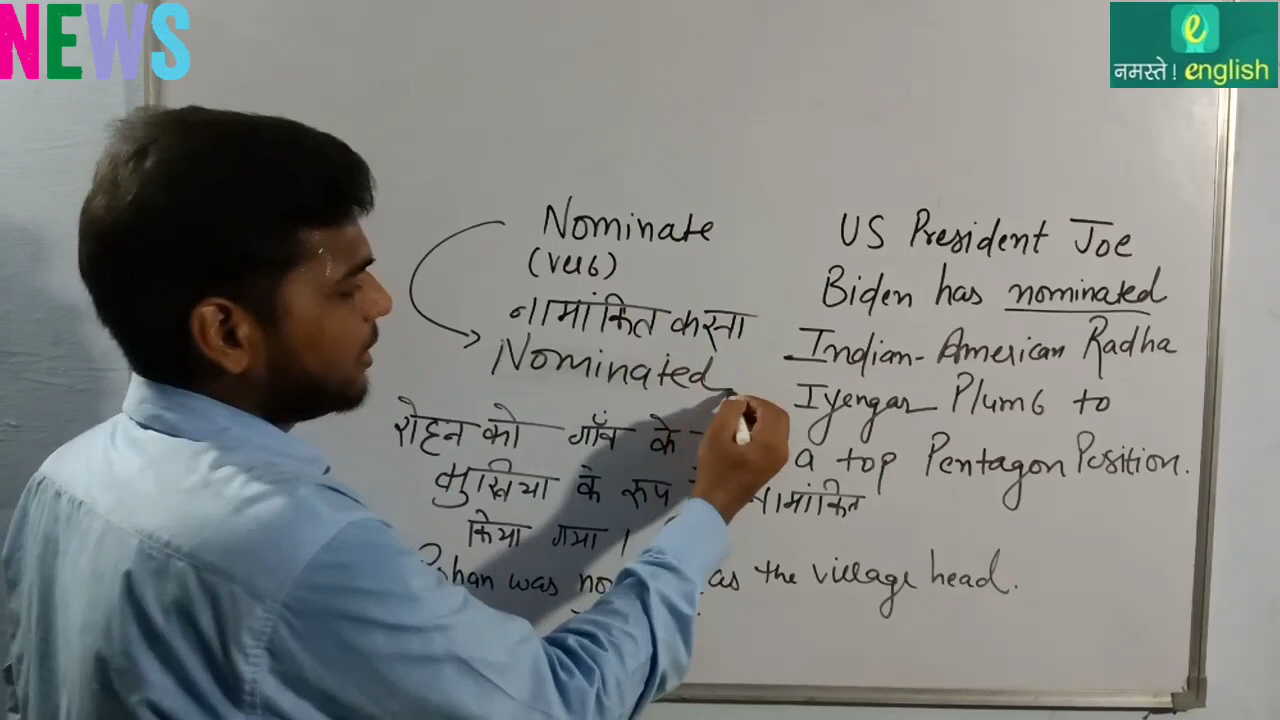 NEWS
नमस्ते! english
Nominate
(Verb)
नामांकित करना
Nominated
रोहन को गाँव के
मुखिया के रूप नामांकित
किया गया।
was as the village head.
US President Joe
Biden has nominated
Indian-American Radha
Iyengar Plumb to
a top Pentagon Position.